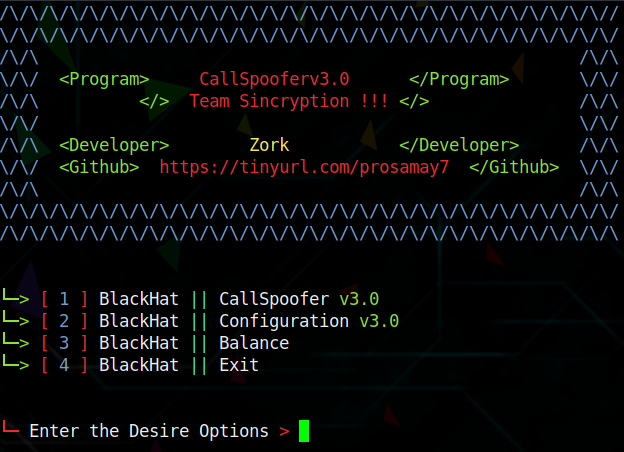 /\/\/\/\/\/\/\/\/\/\/\/\/\/\/\/\/\/\/\/\/\/\/\/\/\/\/\/\/\/\//
\/\/\/\/\/\/\/\/\/\/\/\/\/\/\/\/\/\/\/\/\/\/\/\/\/\/\/\/\/\/\/
/\/\ /\/\
\/\/ <Program> CallSpooferv3.0 </Program> \/\/
/\/\ </> Team Sincryption !!! </> /\/\
\/\/ \/\/
/\/\ <Developer> Zork </Developer> /\/\
\/\/ <Github> https://tinyurl.com/prosamay7 </Github> \/\/
/\/\ /\/\
\/\/\/\/\/\/\/\/\/\/\/\/\/\/\/\/\/\/\/\/\/\/\/\/\/\/\/\/\/\/\/
/\/\/\/\/\/\/\/\/\/\/\/\/\/\/\/\/\/\/\/\/\/\/\/\/\/\/\/\/\/\/\
└─> [ 1 ] BlackHat || CallSpoofer v3.0
└─> [ 2 ] BlackHat || Configuration v3.0
└─> [ 3 ] BlackHat || Balance
└─> [ 4 ] BlackHat || Exit
└─ Enter the Desire Options >